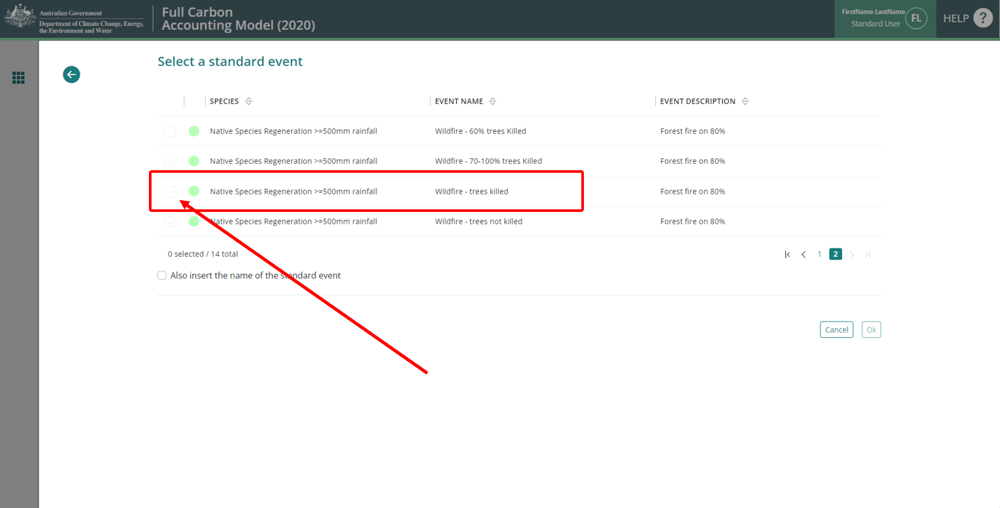 Australian Government
Department of Climate Change, Energy,
the Environment and Water
Full Carbon
Accounting Model (2020)
FirstName LastName
Standard User
FL
HELP ?
Select a standard event
SPECIES EVENT NAME EVENT DESCRIPTION
Native Species Regeneration >=500mm rainfall Wildfire - 60% trees Killed Forest fire on 80%
Native Species Regeneration >=500mm rainfall Wildfire - 70-100% trees Killed Forest fire on 80%
Native Species Regeneration >=500mm rainfall Wildfire - trees killed Forest fire on 80%
Native Species Regeneration >=500mm rainfall Wildfire - trees not killed Forest fire on 80%
0 selected / 14 total 1 2
Also insert the name of the standard event
Cancel Ok